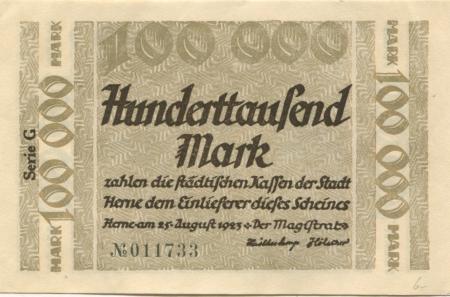 100 000
Hunderttausend
Mark
zahlen die städtischen Kassen der Stadt
Herne dem Einlieferer dieses Scheines
Herne am 25. August 1923 Der Magistrat
№011733
Serie G
MARK 100 000 MARK
MARK 100 000 MARK
6-